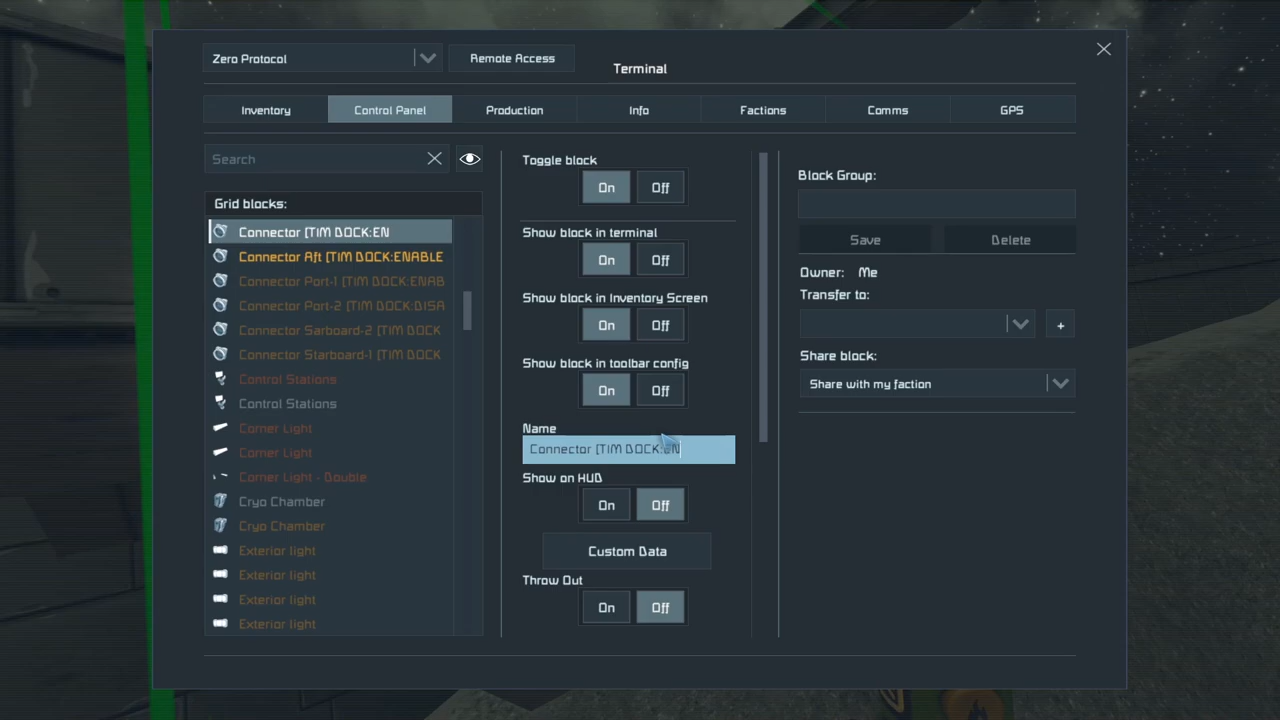 Zero Protocol
Remote Access
Terminal
Inventory
Control Panel
Production
Info
Factions
Comms
GPS
Search
Grid blocks:
Connector [TIM DOCK:EN
Connector Aft [TIM DOCK:ENABLE
Connector Port-1 [TIM DOCK:ENAB
Connector Port-2 [TIM DOCK:DISA
Connector Sarboard-2 [TIM DOCK
Connector Starboard-1 [TIM DOCK
Control Stations
Control Stations
Corner Light
Corner Light
Corner Light - Double
Cryo Chamber
Cryo Chamber
Exterior light
Exterior light
Exterior light
Exterior light
Toggle block
On Off
Show block in terminal
On Off
Show block in Inventory Screen
On Off
Show block in toolbar config
On Off
Name
Connector [TIM DOCK:EN
Show on HUD
On Off
Custom Data
Throw Out
On Off
Block Group:
Save Delete
Owner: Me
Transfer to:
+
Share block:
Share with my faction